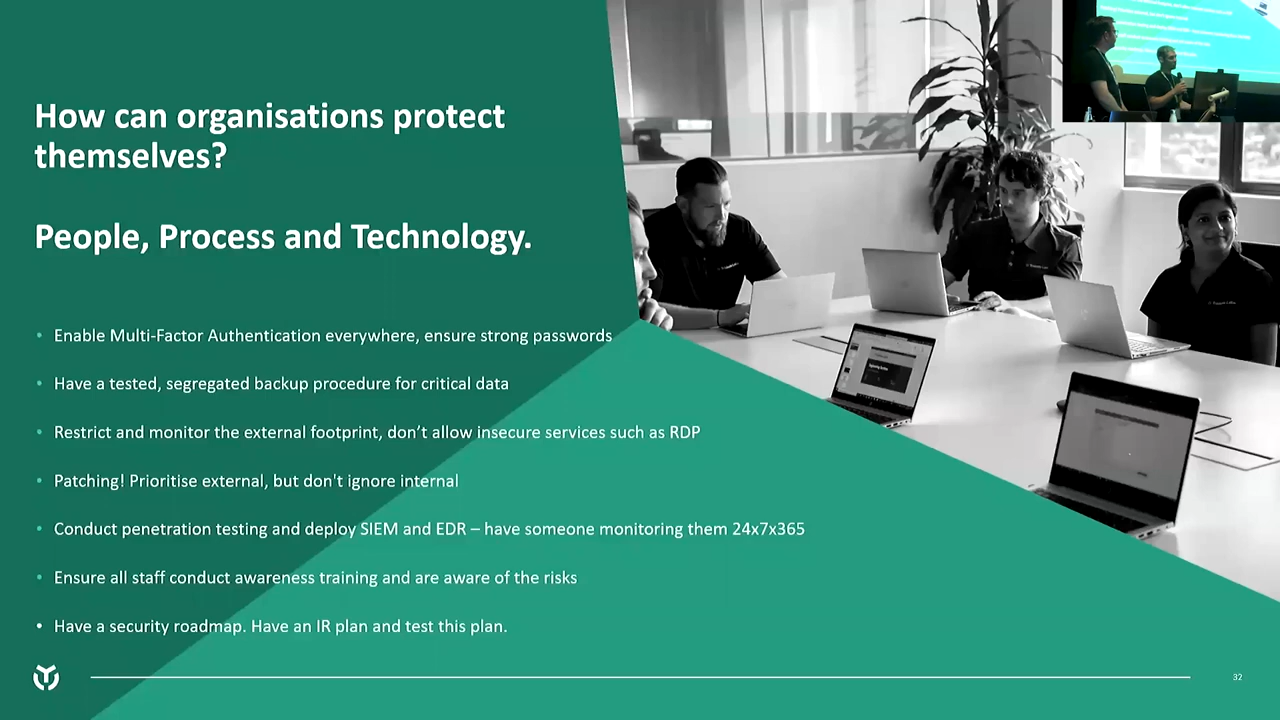 How can organisations protect
themselves?
People, Process and Technology.
• Enable Multi-Factor Authentication everywhere, ensure strong passwords
• Have a tested, segregated backup procedure for critical data
• Restrict and monitor the external footprint, don’t allow insecure services such as RDP
• Patching! Prioritise external, but don't ignore internal
• Conduct penetration testing and deploy SIEM and EDR – have someone monitoring them 24x7x365
• Ensure all staff conduct awareness training and are aware of the risks
• Have a security roadmap. Have an IR plan and test this plan.
32